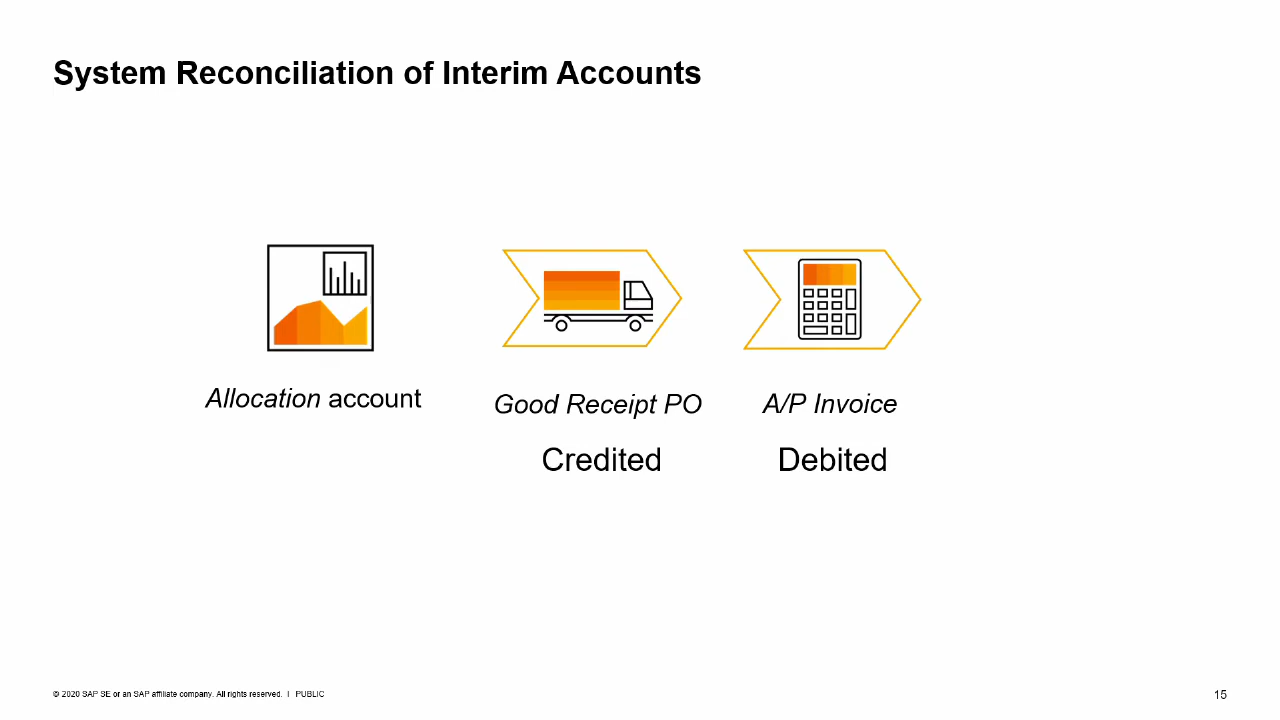 System Reconciliation of Interim Accounts
Allocation account
Good Receipt PO
A/P Invoice
Credited
Debited
© 2020 SAP SE or an SAP affiliate company. All rights reserved. I PUBLIC
15